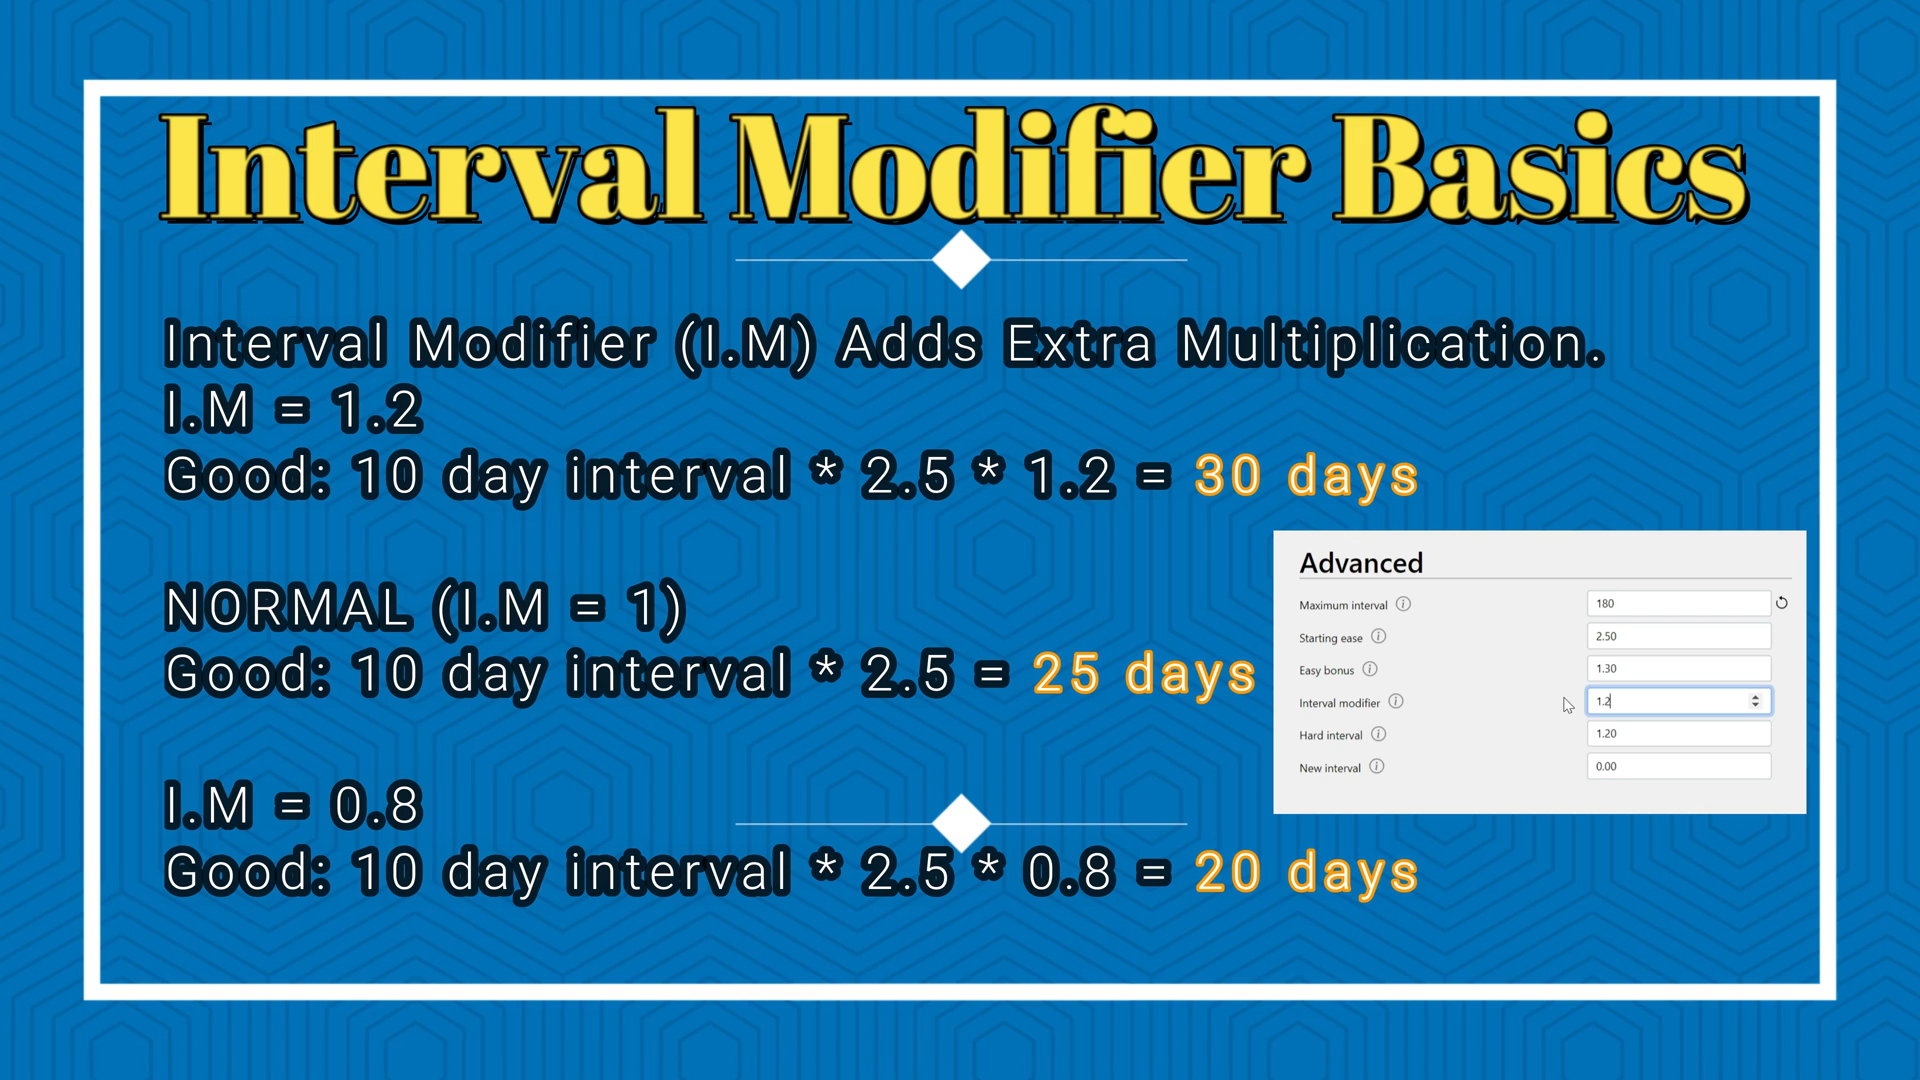 Interval Modifier Basics
Interval Modifier (I.M) Adds Extra Multiplication.
I.M = 1.2
Good: 10 day interval * 2.5 * 1.2 = 30 days
NORMAL (I.M = 1)
Good: 10 day interval * 2.5 = 25 days
I.M = 0.8
Good: 10 day interval * 2.5 * 0.8 = 20 days
Advanced
Maximum interval 180
Starting ease 2.50
Easy bonus 1.30
Interval modifier 1.2
Hard interval 1.20
New interval 0.00